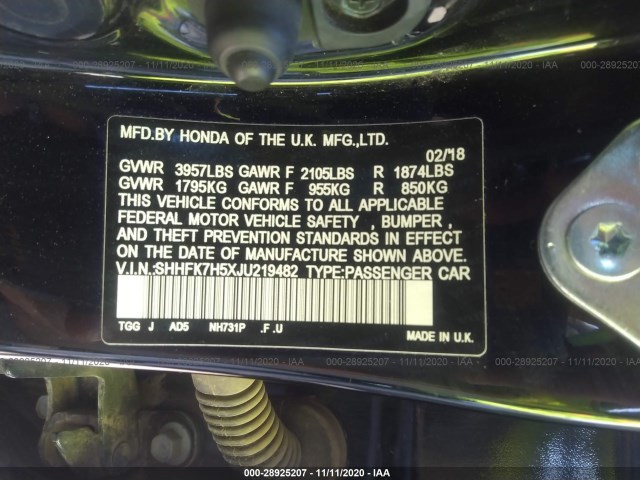 000-28925207 - 11/11/2020 - IAA
MFD.BY HONDA OF THE U.K. MFG.,LTD.
02/'18
GVWR 3957LBS GAWR F 2105LBS R 1874LBS
GVWR 1795KG GAWR F 955KG R 850KG
THIS VEHICLE CONFORMS TO ALL APPLICABLE
FEDERAL MOTOR VEHICLE SAFETY , BUMPER ,
AND THEFT PREVENTION STANDARDS IN EFFECT
ON THE DATE OF MANUFACTURE SHOWN ABOVE.
V.I.N.:SHHFK7H5XJU219482 TYPE:PASSENGER CAR
TGG J AD5 NH731P .F .U
MADE IN U.K.
000-28925207 - 11/11/2020 - IAA